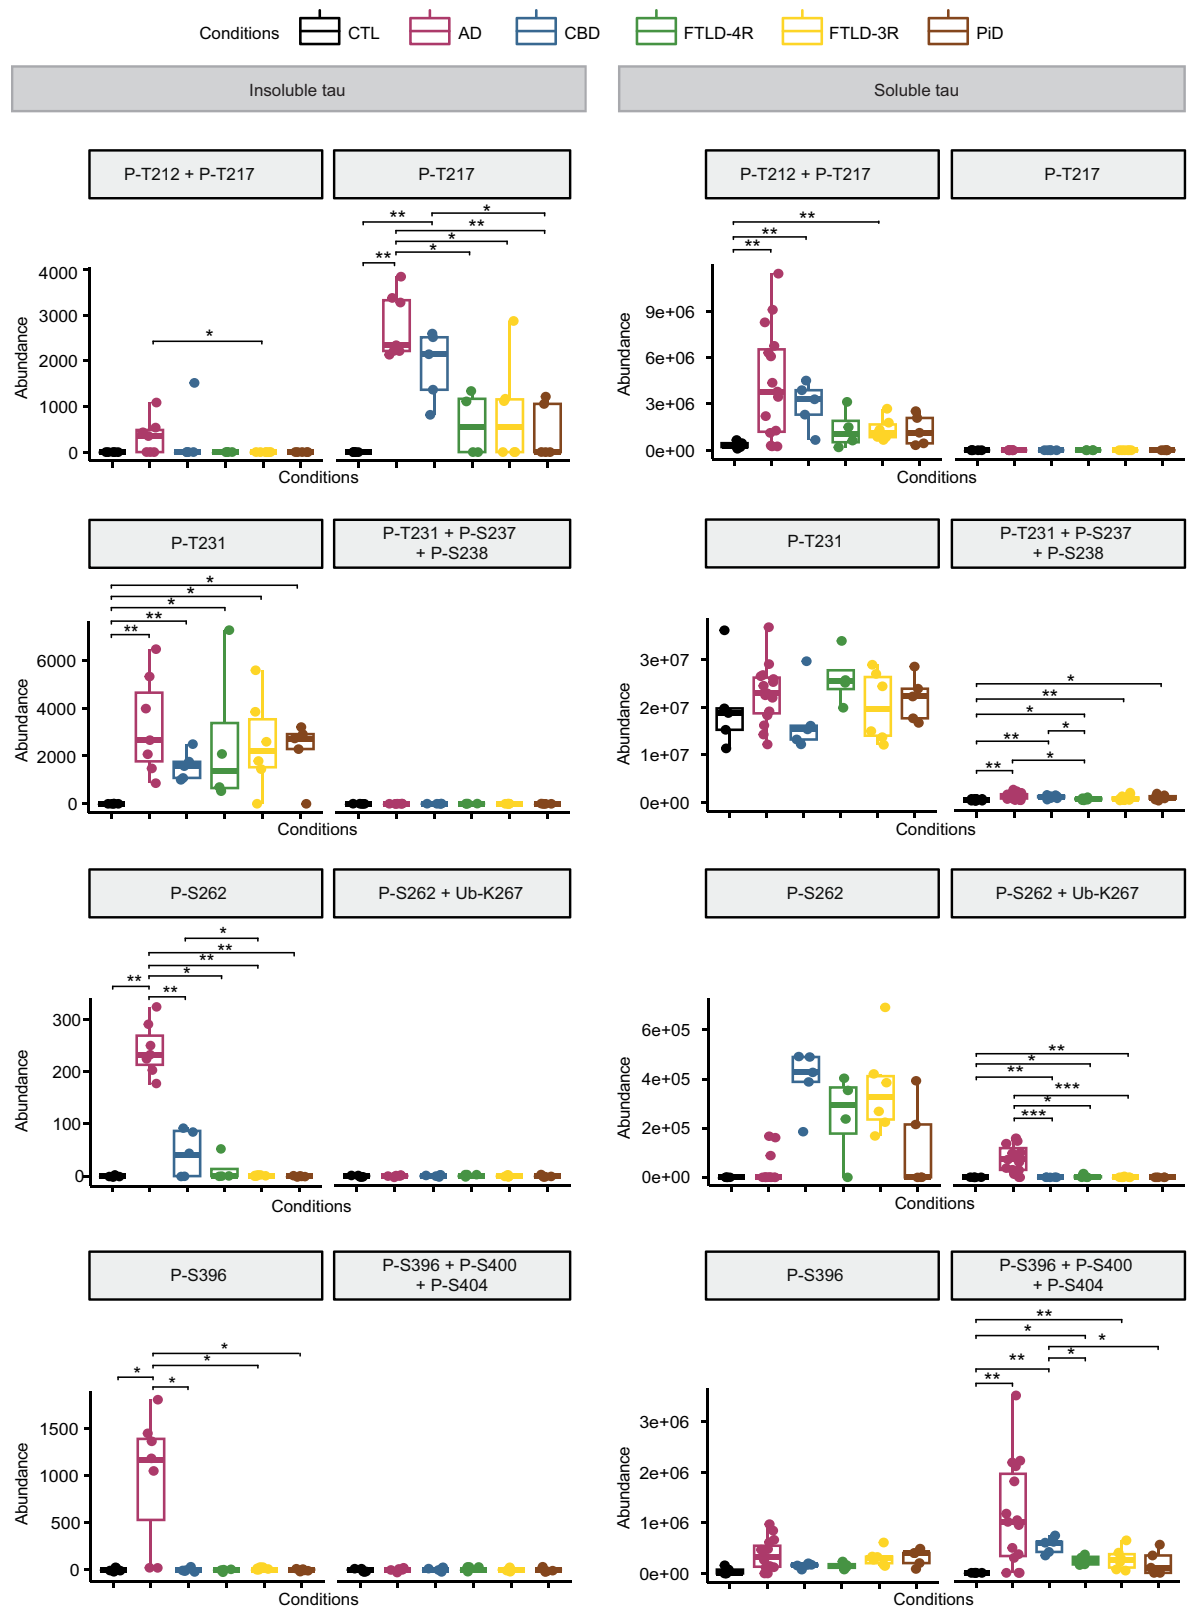 Conditions CTL AD CBD FTLD-4R FTLD-3R PiD
Insoluble tau
Soluble tau
P-T212 + P-T217
P-T217
P-T212 + P-T217
P-T217
** *
**
*
*
**
*
Abundance
4000
3000
2000
1000
0
Conditions
**
**
**
Abundance
9e+06
6e+06
3e+06
0e+00
Conditions
P-T231
P-T231 + P-S237
+ P-S238
P-T231
P-T231 + P-S237
+ P-S238
*
*
*
**
**
Abundance
6000
4000
2000
0
Conditions
*
**
*
*
**
*
**
Abundance
3e+07
2e+07
1e+07
0e+00
Conditions
P-S262
P-S262 + Ub-K267
P-S262
P-S262 + Ub-K267
*
**
**
*
**
**
Abundance
300
200
100
0
Conditions
**
*
**
***
*
***
Abundance
6e+05
4e+05
2e+05
0e+00
Conditions
P-S396
P-S396 + P-S400
+ P-S404
P-S396
P-S396 + P-S400
+ P-S404
*
*
*
*
Abundance
1500
1000
500
0
Conditions
**
*
*
**
*
**
Abundance
3e+06
2e+06
1e+06
0e+00
Conditions